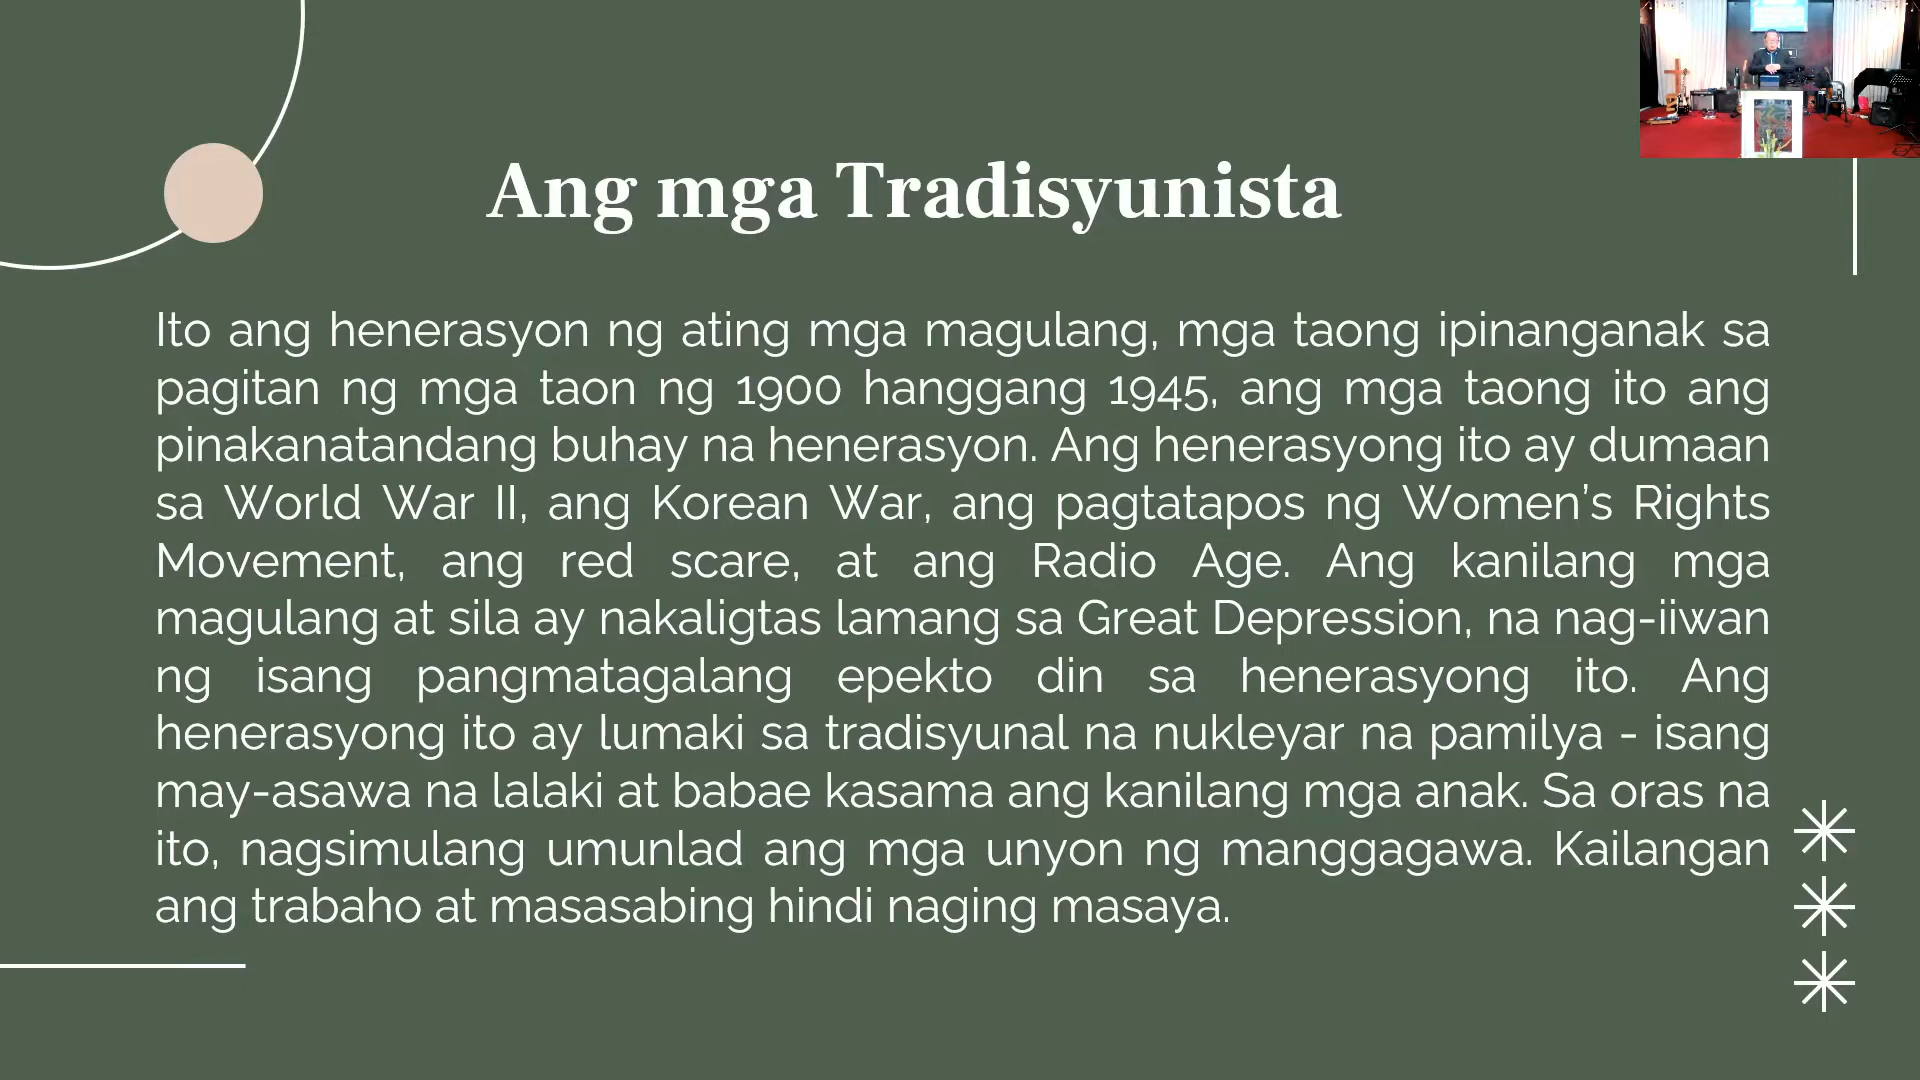 Ang mga Tradisyunista
Ito ang henerasyon ng ating mga magulang, mga taong ipinanganak sa
pagitan ng mga taon ng 1900 hanggang 1945, ang mga taong ito ang
pinakanatandang buhay na henerasyon. Ang henerasyong ito ay dumaan
sa World War II, ang Korean War, ang pagtatapos ng Women’s Rights
Movement, ang red scare, at ang Radio Age. Ang kanilang mga
magulang at sila ay nakaligtas lamang sa Great Depression, na nag-iiwan
ng isang pangmatagalang epekto din sa henerasyong ito. Ang
henerasyong ito ay lumaki sa tradisyunal na nukleyar na pamilya - isang
may-asawa na lalaki at babae kasama ang kanilang mga anak. Sa oras na
ito, nagsimulang umunlad ang mga unyon ng manggagawa. Kailangan
ang trabaho at masasabing hindi naging masaya.